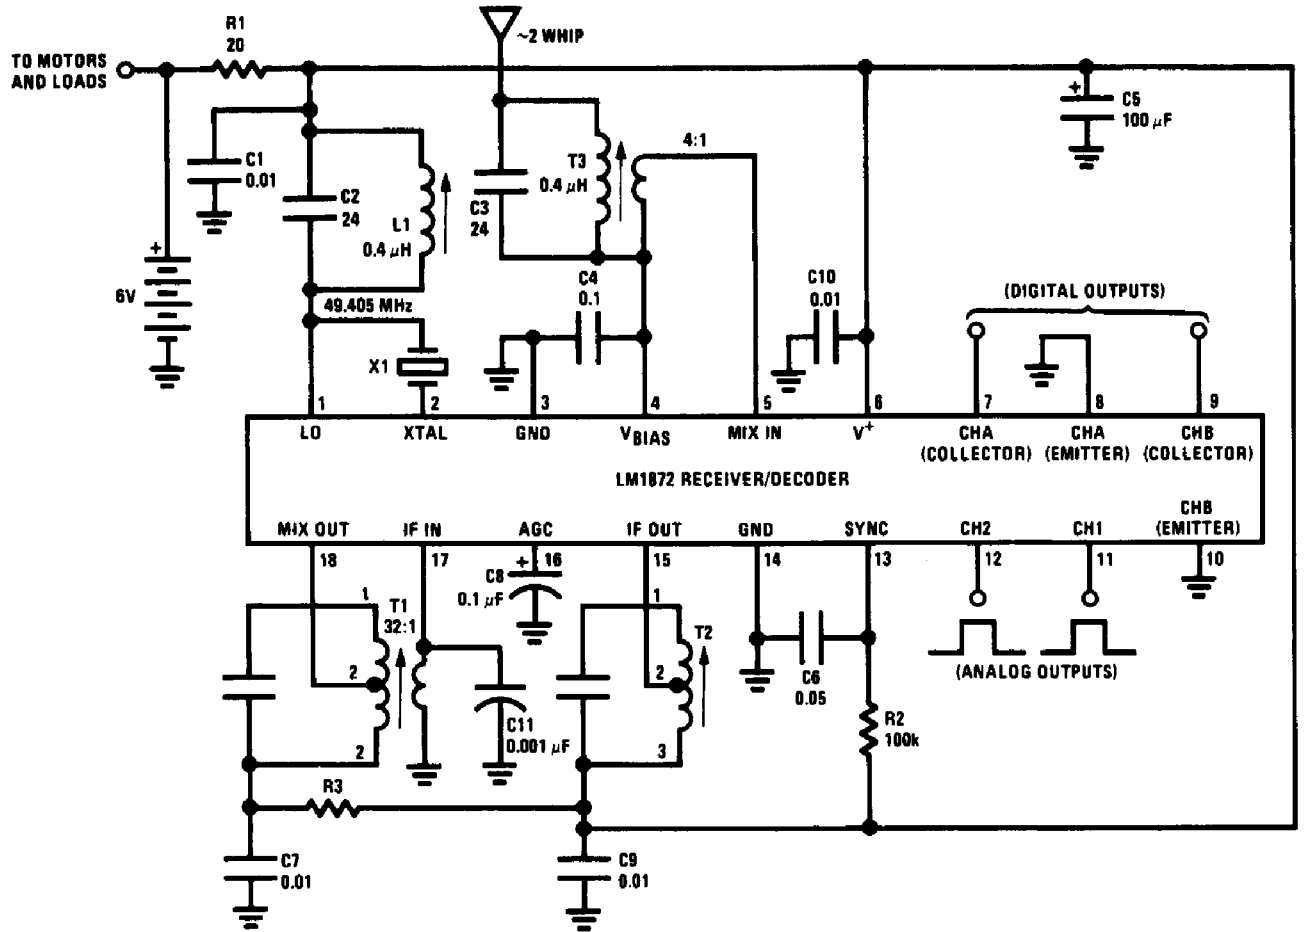 R1
20
~2 WHIP
TO MOTORS
AND LOADS
+
C5
100 µF
C1
0.01
C2
24
L1
0.4 µH
C3
24
T3
0.4 µH
4:1
+
6V
49.405 MHz
X1
C4
0.1
C10
0.01
(DIGITAL OUTPUTS)
1
2
3
4
5
6
7
8
9
LO
XTAL
GND
VBIAS
MIX IN
V+
CHA
(COLLECTOR)
CHA
(EMITTER)
CHB
(COLLECTOR)
LM1872 RECEIVER/DECODER
MIX OUT
IF IN
AGC
IF OUT
GND
SYNC
CH2
CH1
CHB
(EMITTER)
18
17
16
15
14
13
12
11
10
+
C8
0.1 µF
1
T1
32:1
2
2
C11
0.001 µF
1
T2
2
3
C6
0.05
R2
100k
(ANALOG OUTPUTS)
R3
C7
0.01
C9
0.01